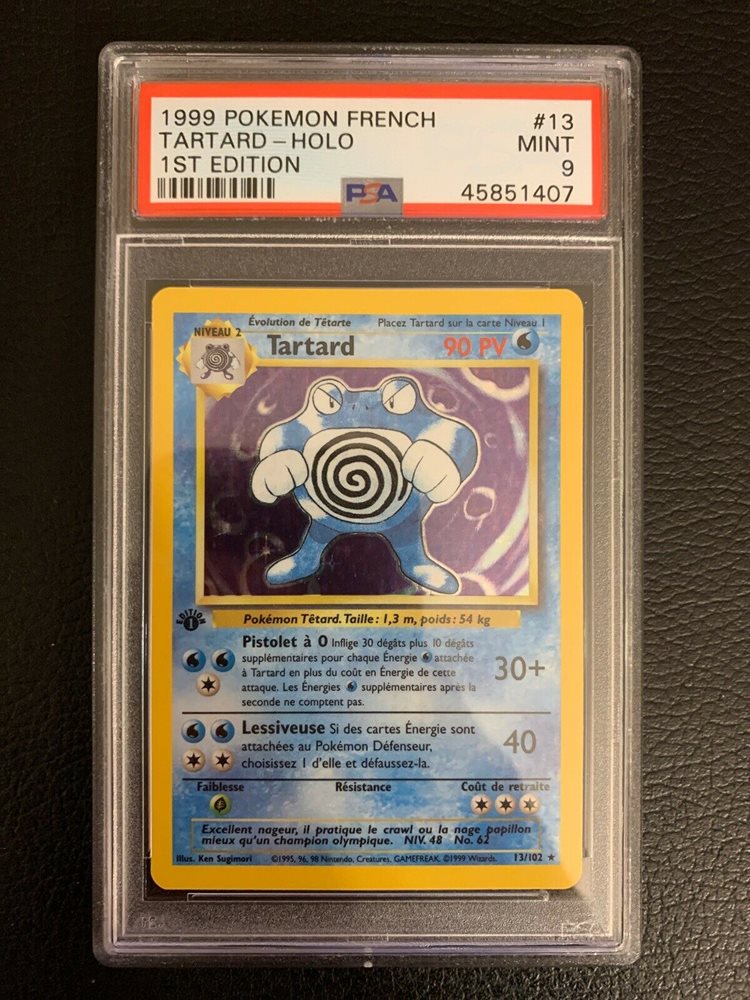 1999 POKEMON FRENCH #13
TARTARD – HOLO MINT
1ST EDITION 9
PSA 45851407
Évolution de Têtarte Placez Tartard sur la carte Niveau 1
NIVEAU 2
Tartard 90 PV
EDITION 1
Pokémon Têtard. Taille: 1,3 m, poids: 54 kg
Pistolet à O Inflige 30 dégâts plus 10 dégâts
supplémentaires pour chaque Énergie attachée
à Tartard en plus du coût en Énergie de cette
attaque. Les Énergies supplémentaires après la
seconde ne comptent pas.
30+
Lessiveuse Si des cartes Énergie sont
attachées au Pokémon Défenseur,
choisissez 1 d'elle et défaussez-la.
40
Faiblesse Résistance Coût de retraite
Excellent nageur, il pratique le crawl ou la nage papillon
mieux qu'un champion olympique. NIV. 48 No. 62
Illus. Ken Sugimori ©1995, 96, 98 Nintendo, Creatures, GAMEFREAK. ©1999 Wizards. 13/102 ★